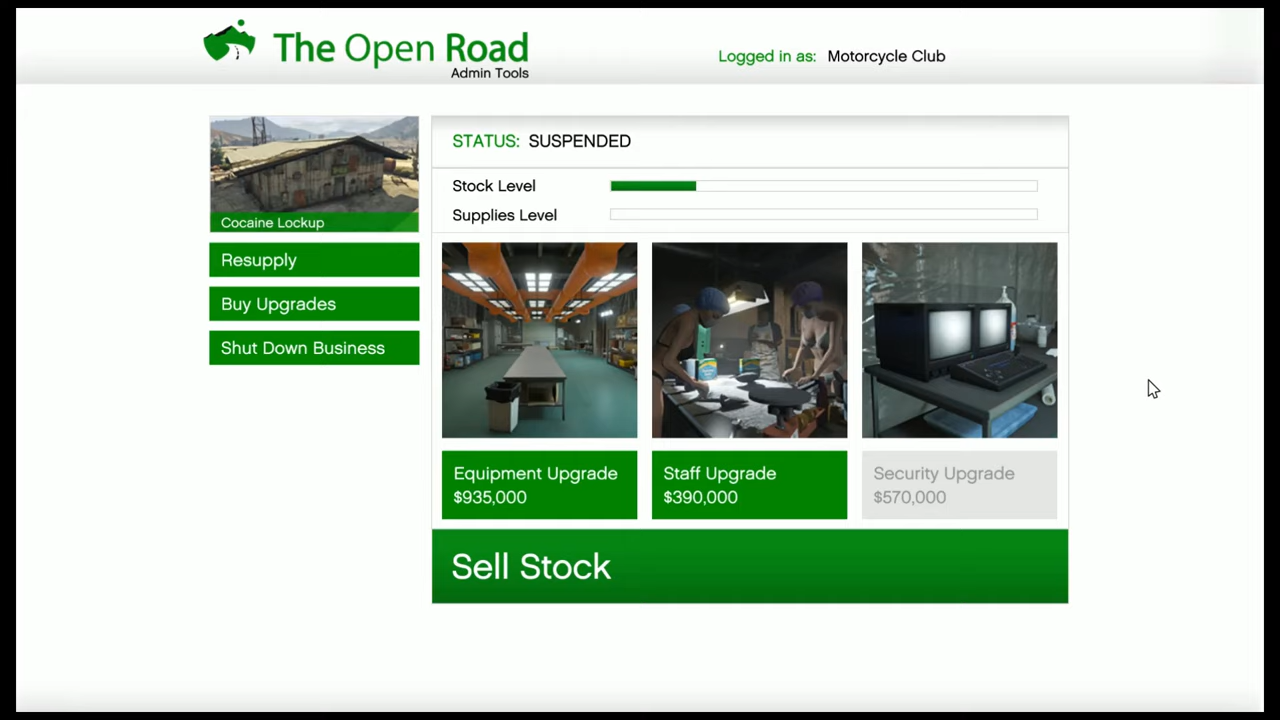 The Open Road
Admin Tools
Logged in as: Motorcycle Club
Cocaine Lockup
Resupply
Buy Upgrades
Shut Down Business
STATUS: SUSPENDED
Stock Level
Supplies Level
Equipment Upgrade
$935,000
Staff Upgrade
$390,000
Security Upgrade
$570,000
Sell Stock